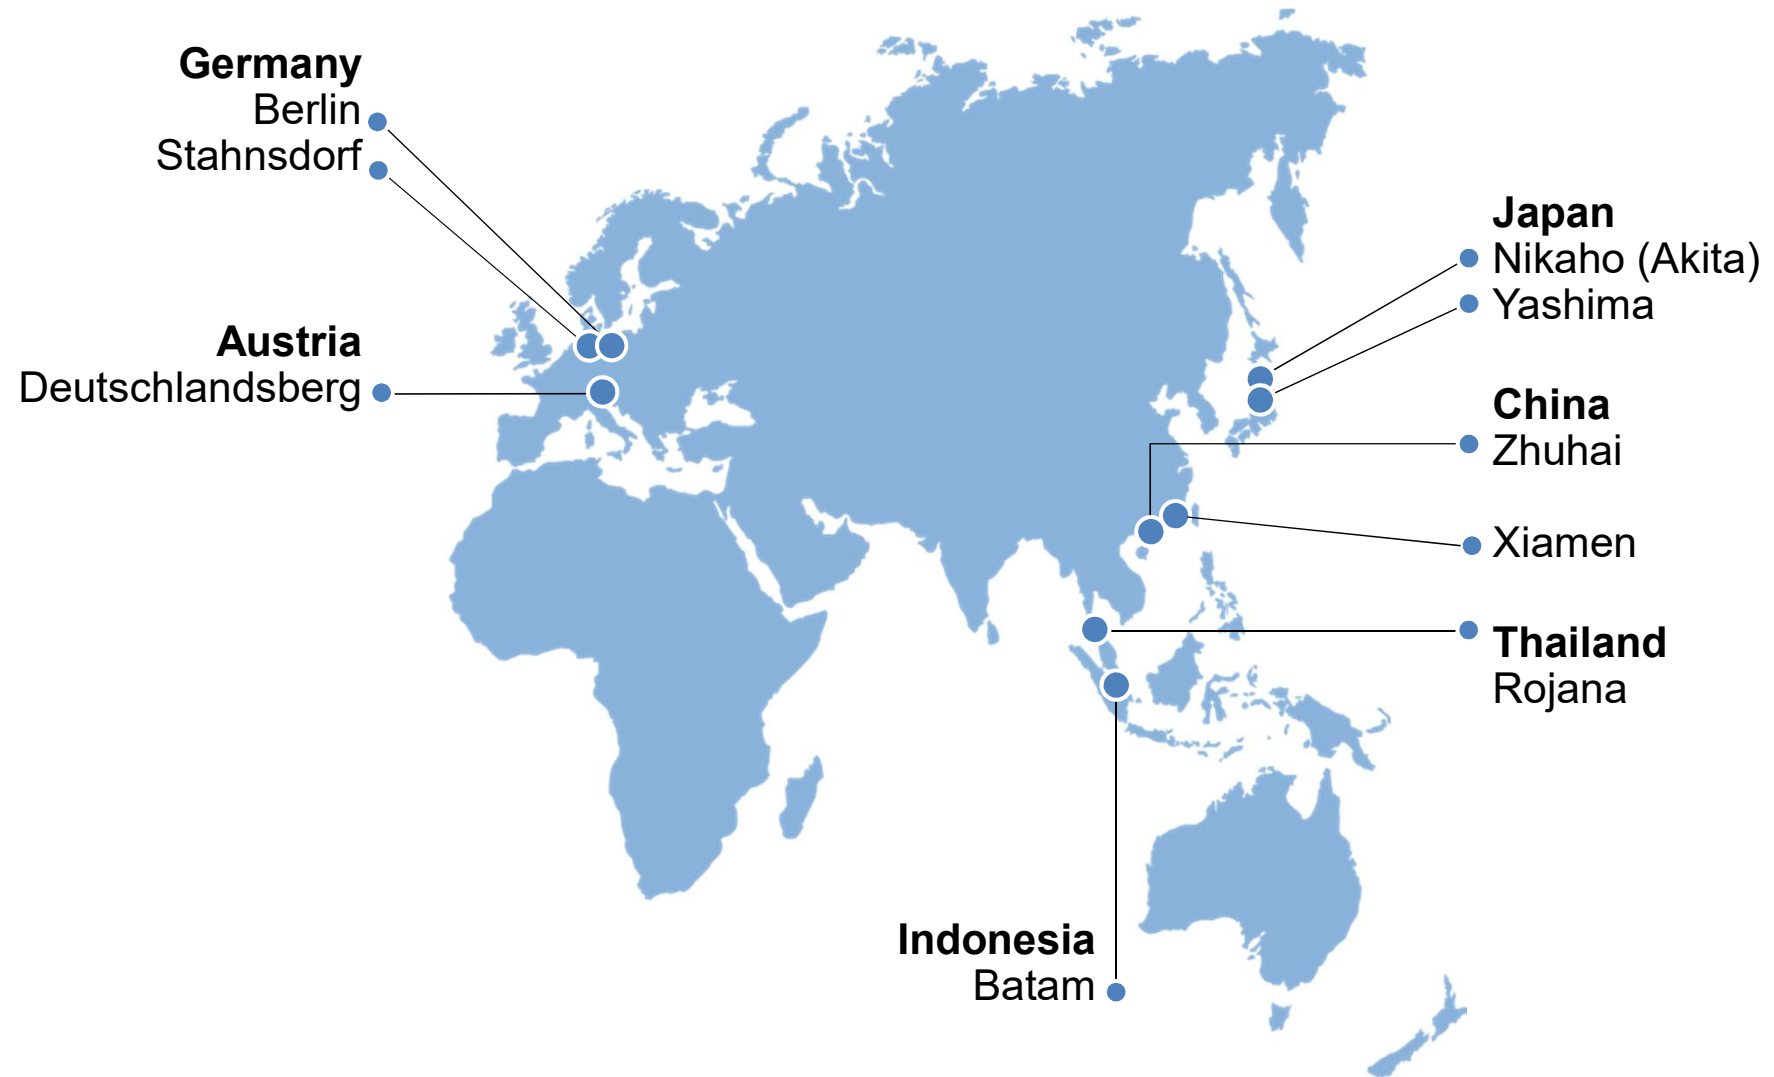 Germany
Berlin
Stahnsdorf
Austria
Deutschlandsberg
Japan
Nikaho (Akita)
Yashima
China
Zhuhai
Xiamen
Thailand
Rojana
Indonesia
Batam